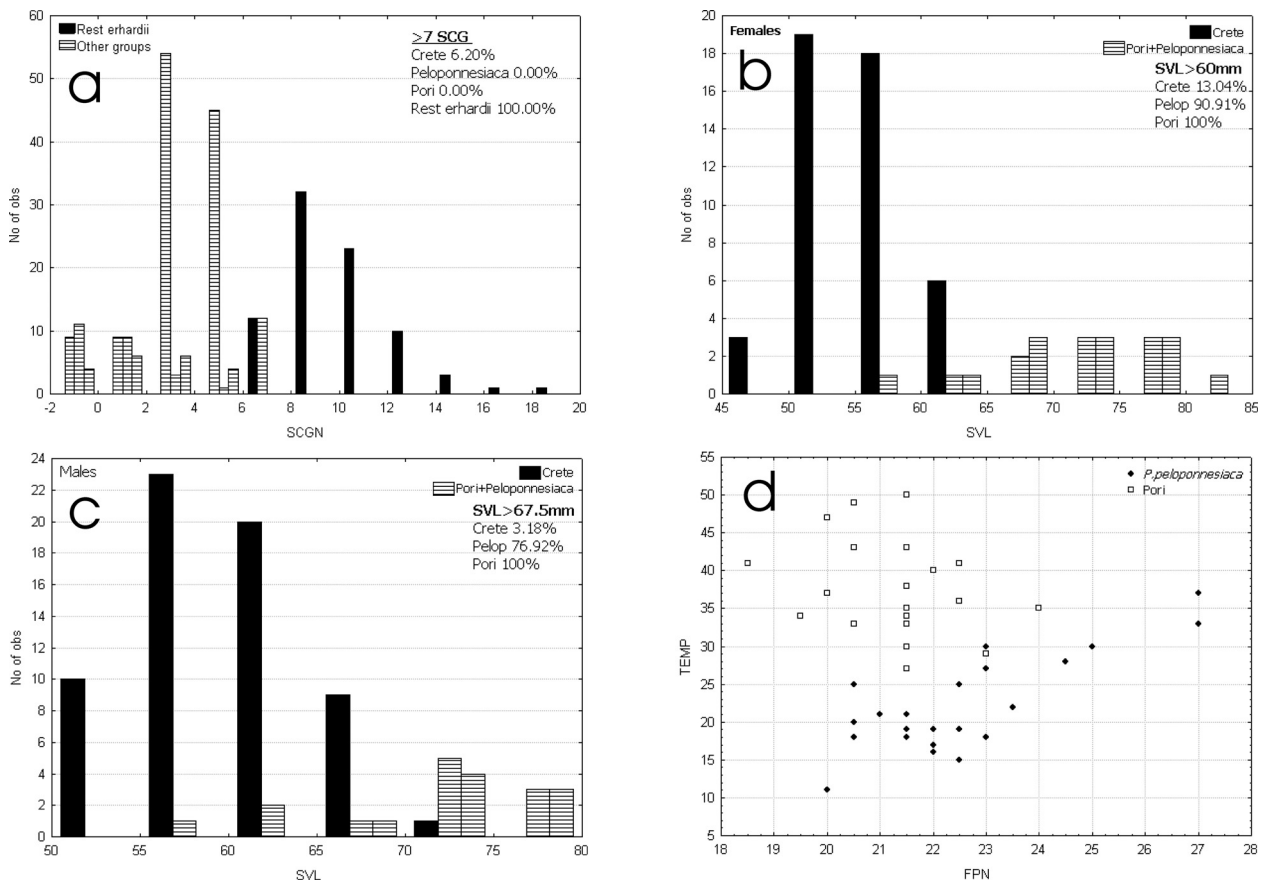 a
Rest erhardii
Other groups
>7 SCG
Crete 6.20%
Peloponnesiaca 0.00%
Pori 0.00%
Rest erhardii 100.00%
No of obs
60
50
40
30
20
10
0
-2 0 2 4 6 8 10 12 14 16 18 20
SCGN
b
Females
Crete
Pori+Peloponnesiaca
SVL>60mm
Crete 13.04%
Pelop 90.91%
Pori 100%
No of obs
20
18
16
14
12
10
8
6
4
2
0
45 50 55 60 65 70 75 80 85
SVL
c
Males
Crete
Pori+Peloponnesiaca
SVL>67.5mm
Crete 3.18%
Pelop 76.92%
Pori 100%
No of obs
24
22
20
18
16
14
12
10
8
6
4
2
0
50 55 60 65 70 75 80
SVL
d
P.peloponnesiaca
Pori
TEMP
55
50
45
40
35
30
25
20
15
10
5
18 19 20 21 22 23 24 25 26 27 28
FPN